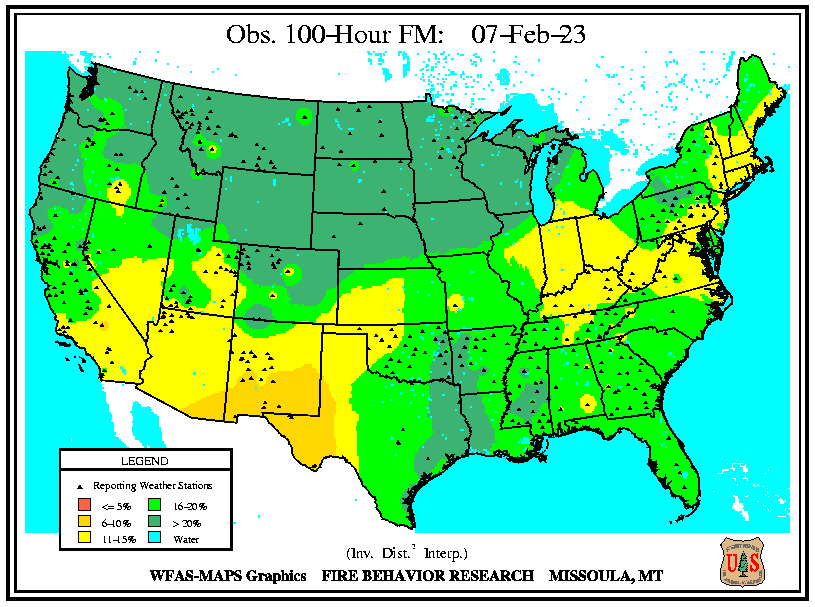 Obs. 100-Hour FM: 07-Feb-23
LEGEND
Reporting Weather Stations
<= 5% 16-20%
6-10% > 20%
11-15% Water
(Inv. Dist.² Interp.)
WFAS-MAPS Graphics FIRE BEHAVIOR RESEARCH MISSOULA, MT
U S